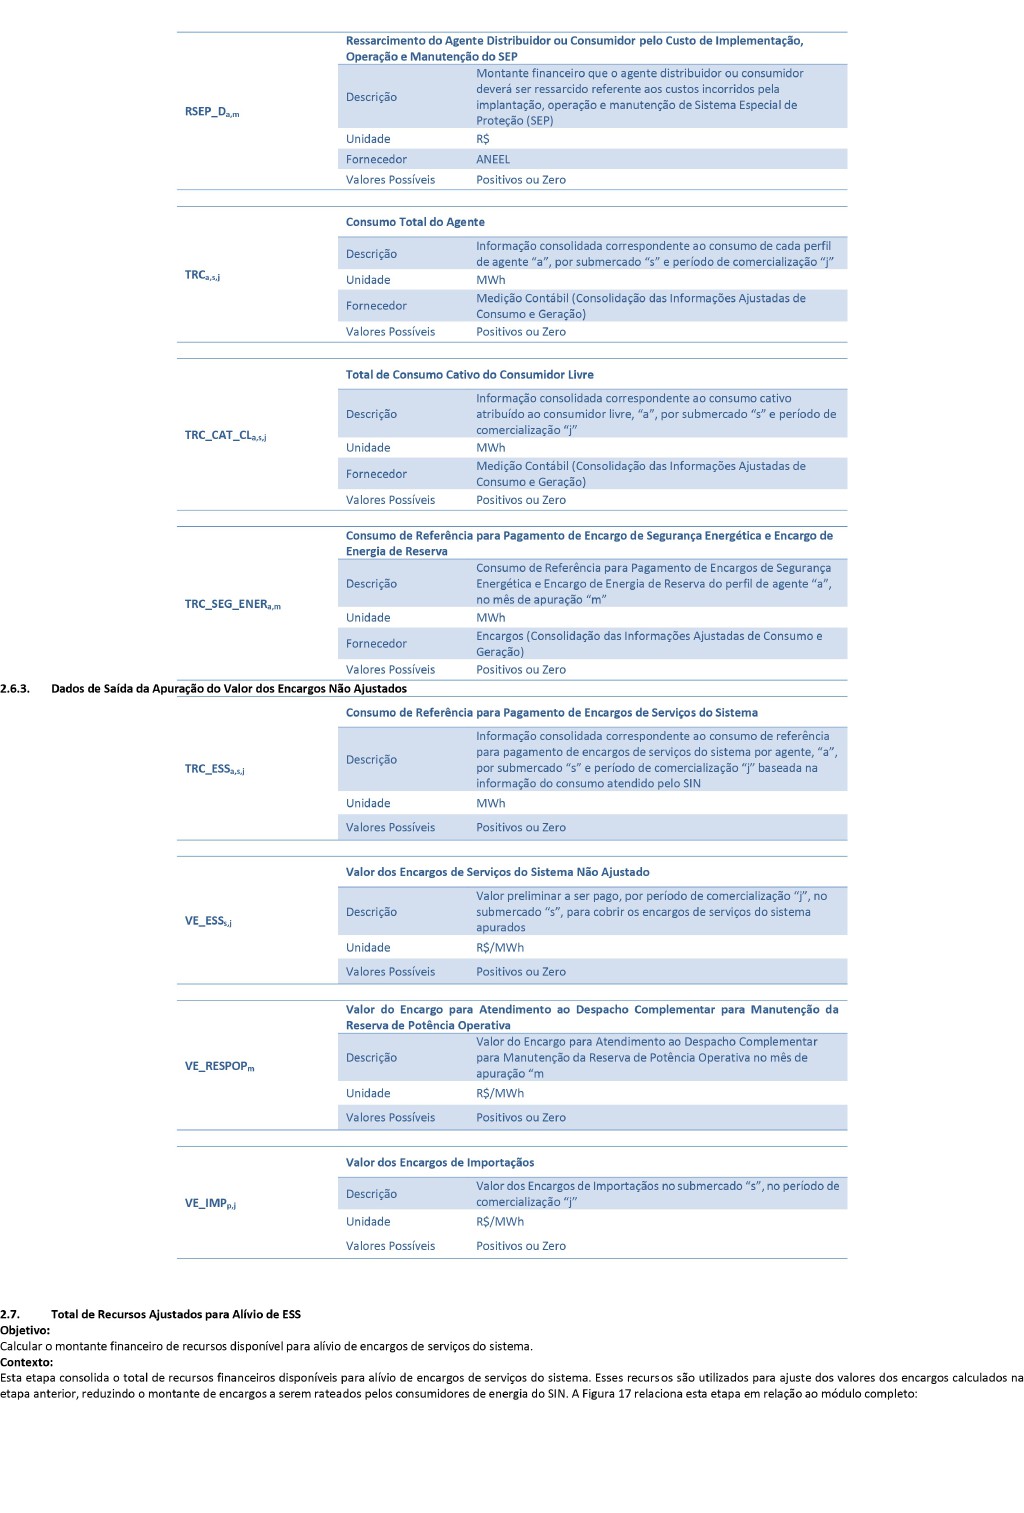 Ressarcimento do Agente Distribuidor ou Consumidor pelo Custo de Implementação,
Operação e Manutenção do SEP
RSEP_Da,m
Descrição
Montante financeiro que o agente distribuidor ou consumidor
deverá ser ressarcido referente aos custos incorridos pela
implantação, operação e manutenção de Sistema Especial de
Proteção (SEP)
Unidade R$
Fornecedor ANEEL
Valores Possíveis Positivos ou Zero
Consumo Total do Agente
TRCa,s,j
Descrição
Informação consolidada correspondente ao consumo de cada perfil
de agente “a”, por submercado “s” e período de comercialização “j”
Unidade MWh
Fornecedor
Medição Contábil (Consolidação das Informações Ajustadas de
Consumo e Geração)
Valores Possíveis Positivos ou Zero
Total de Consumo Cativo do Consumidor Livre
TRC_CAT_CLa,s,j
Descrição
Informação consolidada correspondente ao consumo cativo
atribuído ao consumidor livre, “a”, por submercado “s” e período de
comercialização “j”
Unidade MWh
Fornecedor
Medição Contábil (Consolidação das Informações Ajustadas de
Consumo e Geração)
Valores Possíveis Positivos ou Zero
Consumo de Referência para Pagamento de Encargo de Segurança Energética e Encargo de
Energia de Reserva
TRC_SEG_ENERa,m
Descrição
Consumo de Referência para Pagamento de Encargos de Segurança
Energética e Encargo de Energia de Reserva do perfil de agente “a”,
no mês de apuração “m”
Unidade MWh
Fornecedor
Encargos (Consolidação das Informações Ajustadas de Consumo e
Geração)
Valores Possíveis Positivos ou Zero
2.6.3. Dados de Saída da Apuração do Valor dos Encargos Não Ajustados
Consumo de Referência para Pagamento de Encargos de Serviços do Sistema
TRC_ESSa,s,j
Descrição
Informação consolidada correspondente ao consumo de referência
para pagamento de encargos de serviços do sistema por agente, “a”,
por submercado “s” e período de comercialização “j” baseada na
informação do consumo atendido pelo SIN
Unidade MWh
Valores Possíveis Positivos ou Zero
Valor dos Encargos de Serviços do Sistema Não Ajustado
VE_ESSs,j
Descrição
Valor preliminar a ser pago, por período de comercialização “j”, no
submercado “s”, para cobrir os encargos de serviços do sistema
apurados
Unidade R$/MWh
Valores Possíveis Positivos ou Zero
Valor do Encargo para Atendimento ao Despacho Complementar para Manutenção da
Reserva de Potência Operativa
VE_RESPOPm
Descrição
Valor do Encargo para Atendimento ao Despacho Complementar
para Manutenção da Reserva de Potência Operativa no mês de
apuração “m
Unidade R$/MWh
Valores Possíveis Positivos ou Zero
Valor dos Encargos de Importaçãos
VE_IMPp,j
Descrição
Valor dos Encargos de Importaçãos no submercado “s”, no período de
comercialização “j”
Unidade R$/MWh
Valores Possíveis Positivos ou Zero
2.7. Total de Recursos Ajustados para Alívio de ESS
Objetivo:
Calcular o montante financeiro de recursos disponível para alívio de encargos de serviços do sistema.
Contexto:
Esta etapa consolida o total de recursos financeiros disponíveis para alívio de encargos de serviços do sistema. Esses recursos são utilizados para ajuste dos valores dos encargos calculados na
etapa anterior, reduzindo o montante de encargos a serem rateados pelos consumidores de energia do SIN. A Figura 17 relaciona esta etapa em relação ao módulo completo: